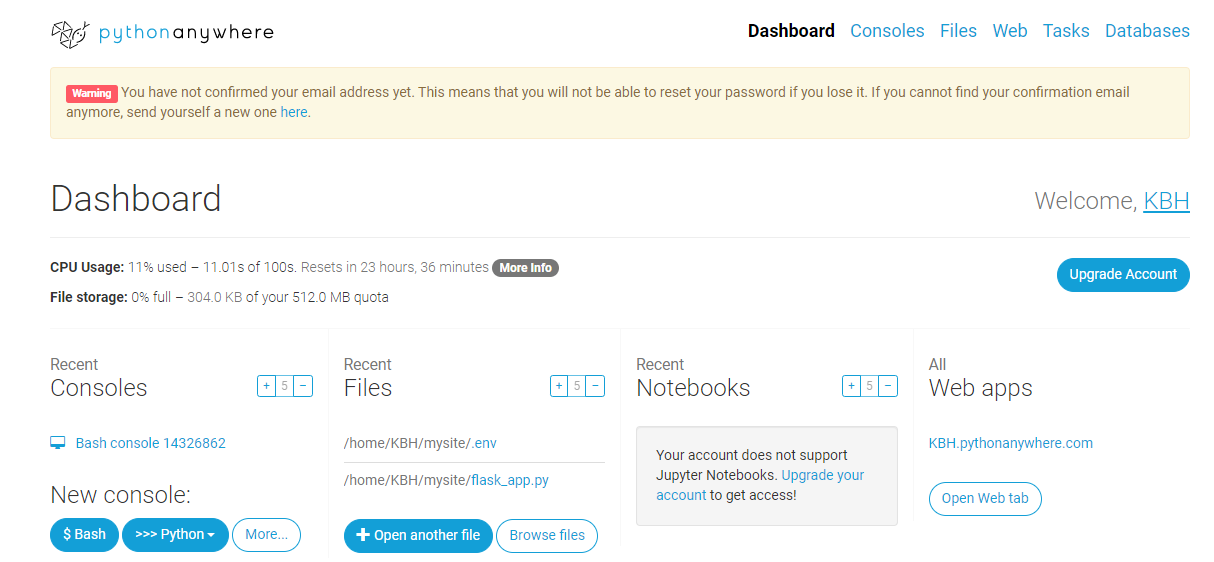 pythonanywhere
Dashboard Consoles Files Web Tasks Databases
Warning You have not confirmed your email address yet. This means that you will not be able to reset your password if you lose it. If you cannot find your confirmation email
anymore, send yourself a new one here.
Dashboard
Welcome, KBH
CPU Usage: 11% used – 11.01s of 100s. Resets in 23 hours, 36 minutes More Info
Upgrade Account
File storage: 0% full – 304.0 KB of your 512.0 MB quota
Recent
Consoles
+ 5 −
Bash console 14326862
New console:
$ Bash >>> Python More...
Recent
Files
+ 5 −
/home/KBH/mysite/.env
/home/KBH/mysite/flask_app.py
+ Open another file Browse files
Recent
Notebooks
+ 5 −
Your account does not support
Jupyter Notebooks. Upgrade your
account to get access!
All
Web apps
KBH.pythonanywhere.com
Open Web tab